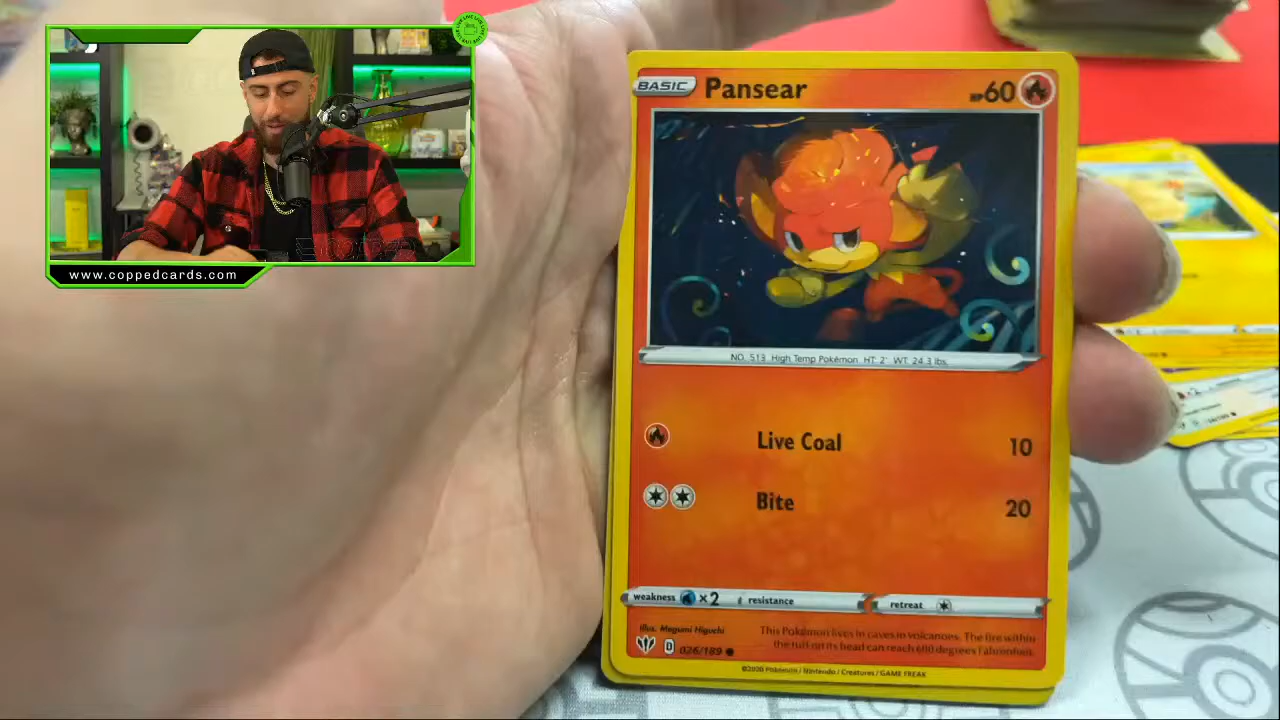 www.coppedcards.com
BASIC Pansear HP60
NO. 513 High Temp Pokémon HT: 2' WT: 24.3 lbs.
Live Coal 10
Bite 20
weakness ×2 resistance retreat
Illus. Megumi Higuchi
This Pokémon lives in caves in volcanoes. The fire within
the tuft on its head can reach 600 degrees Fahrenheit.
D 026/189
©2020 Pokémon / Nintendo / Creatures / GAME FREAK